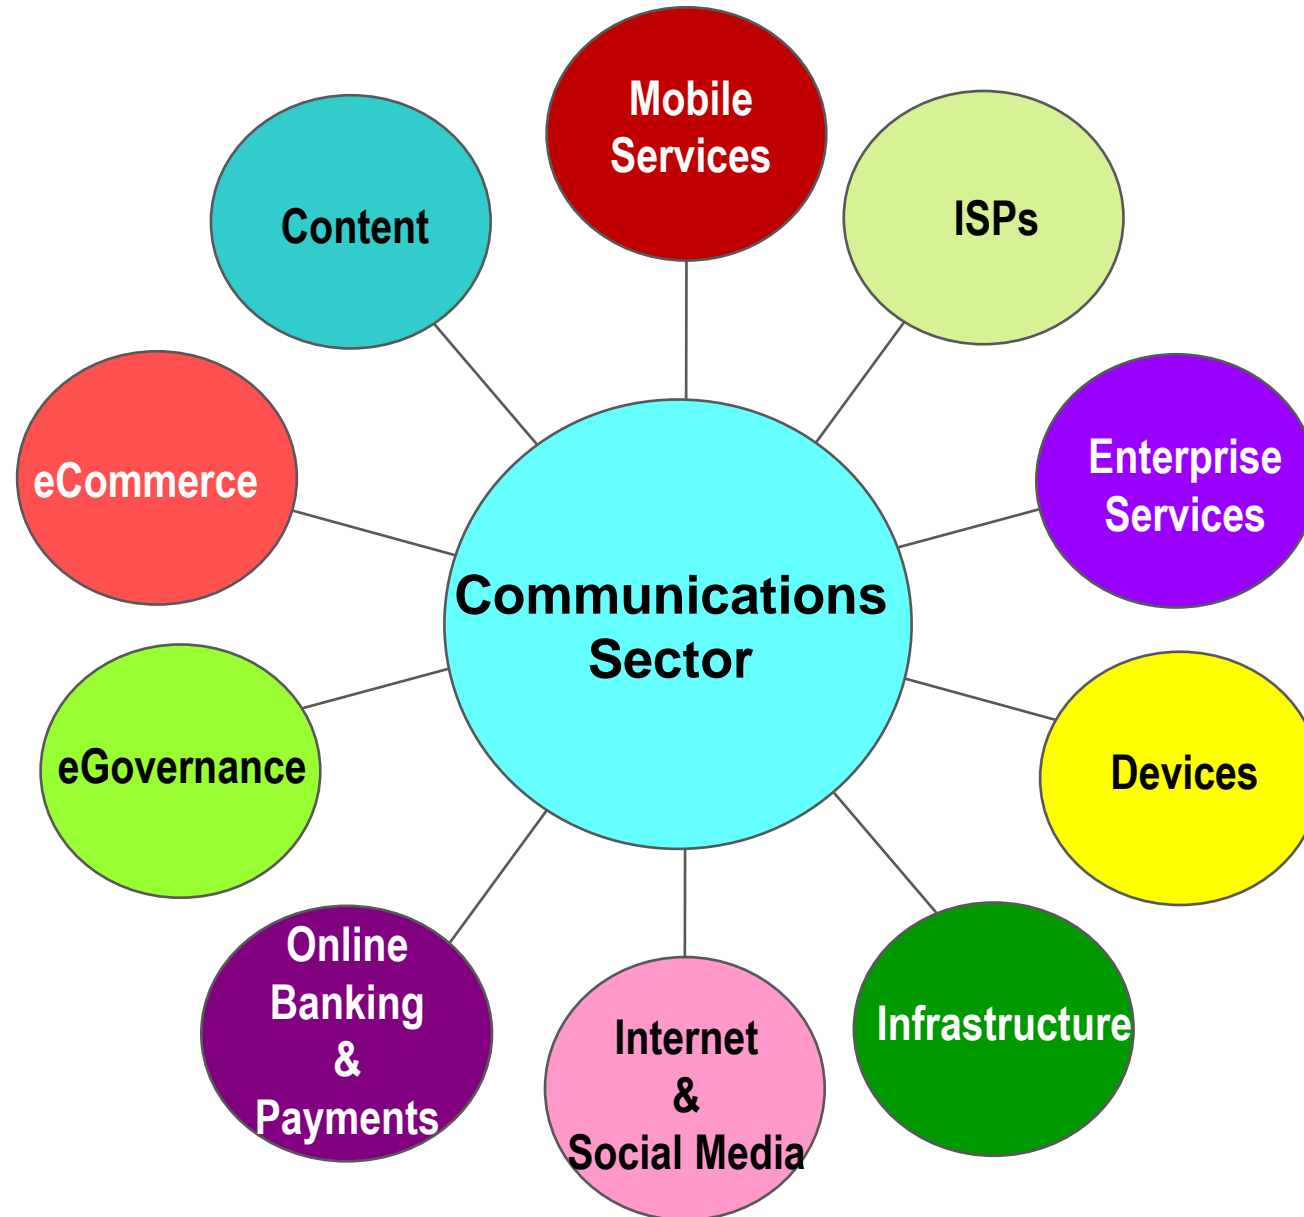 Mobile
Services
ISPs
Enterprise
Services
Devices
Infrastructure
Internet
&
Social Media
Online
Banking
&
Payments
eGovernance
eCommerce
Content
Communications
Sector